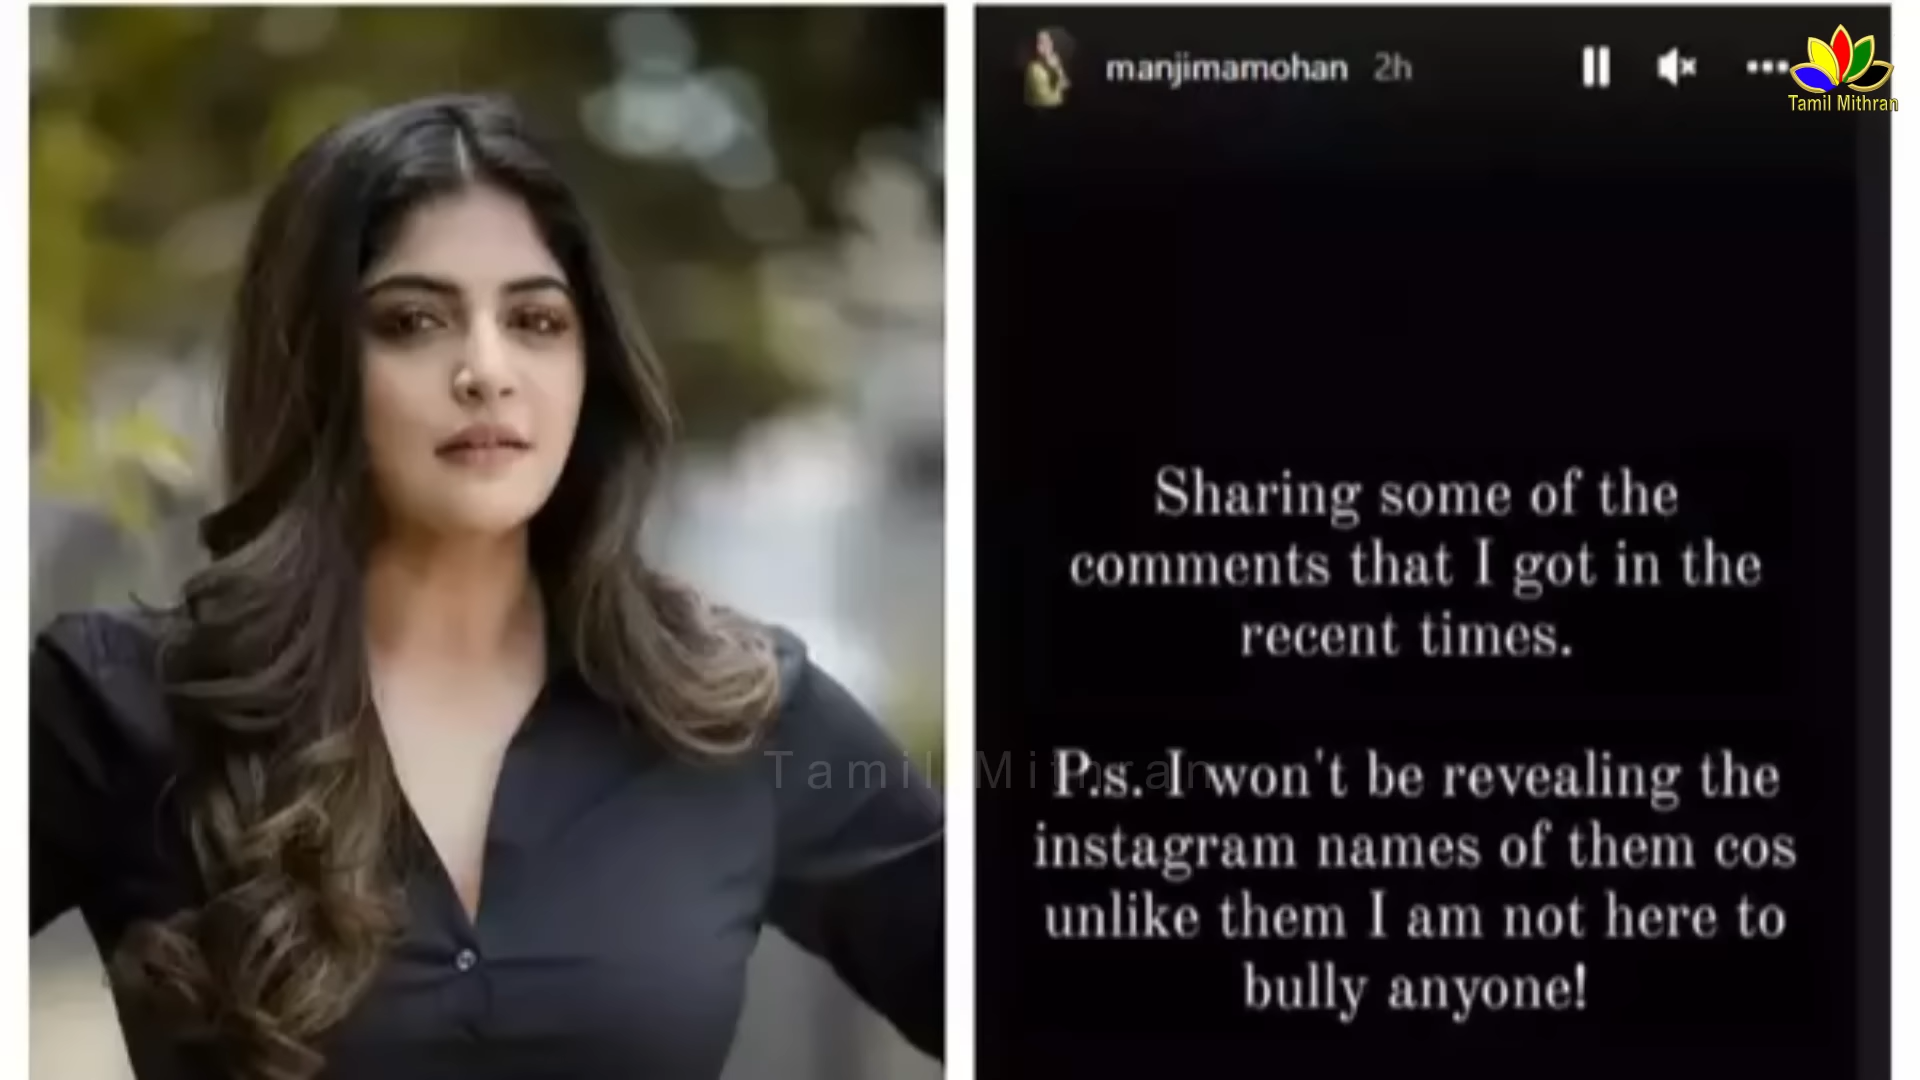 manjimamohan 2h
Tamil Mithran
Sharing some of the
comments that I got in the
recent times.
Tamil Mithran
P.s. I won't be revealing the
instagram names of them cos
unlike them I am not here to
bully anyone!